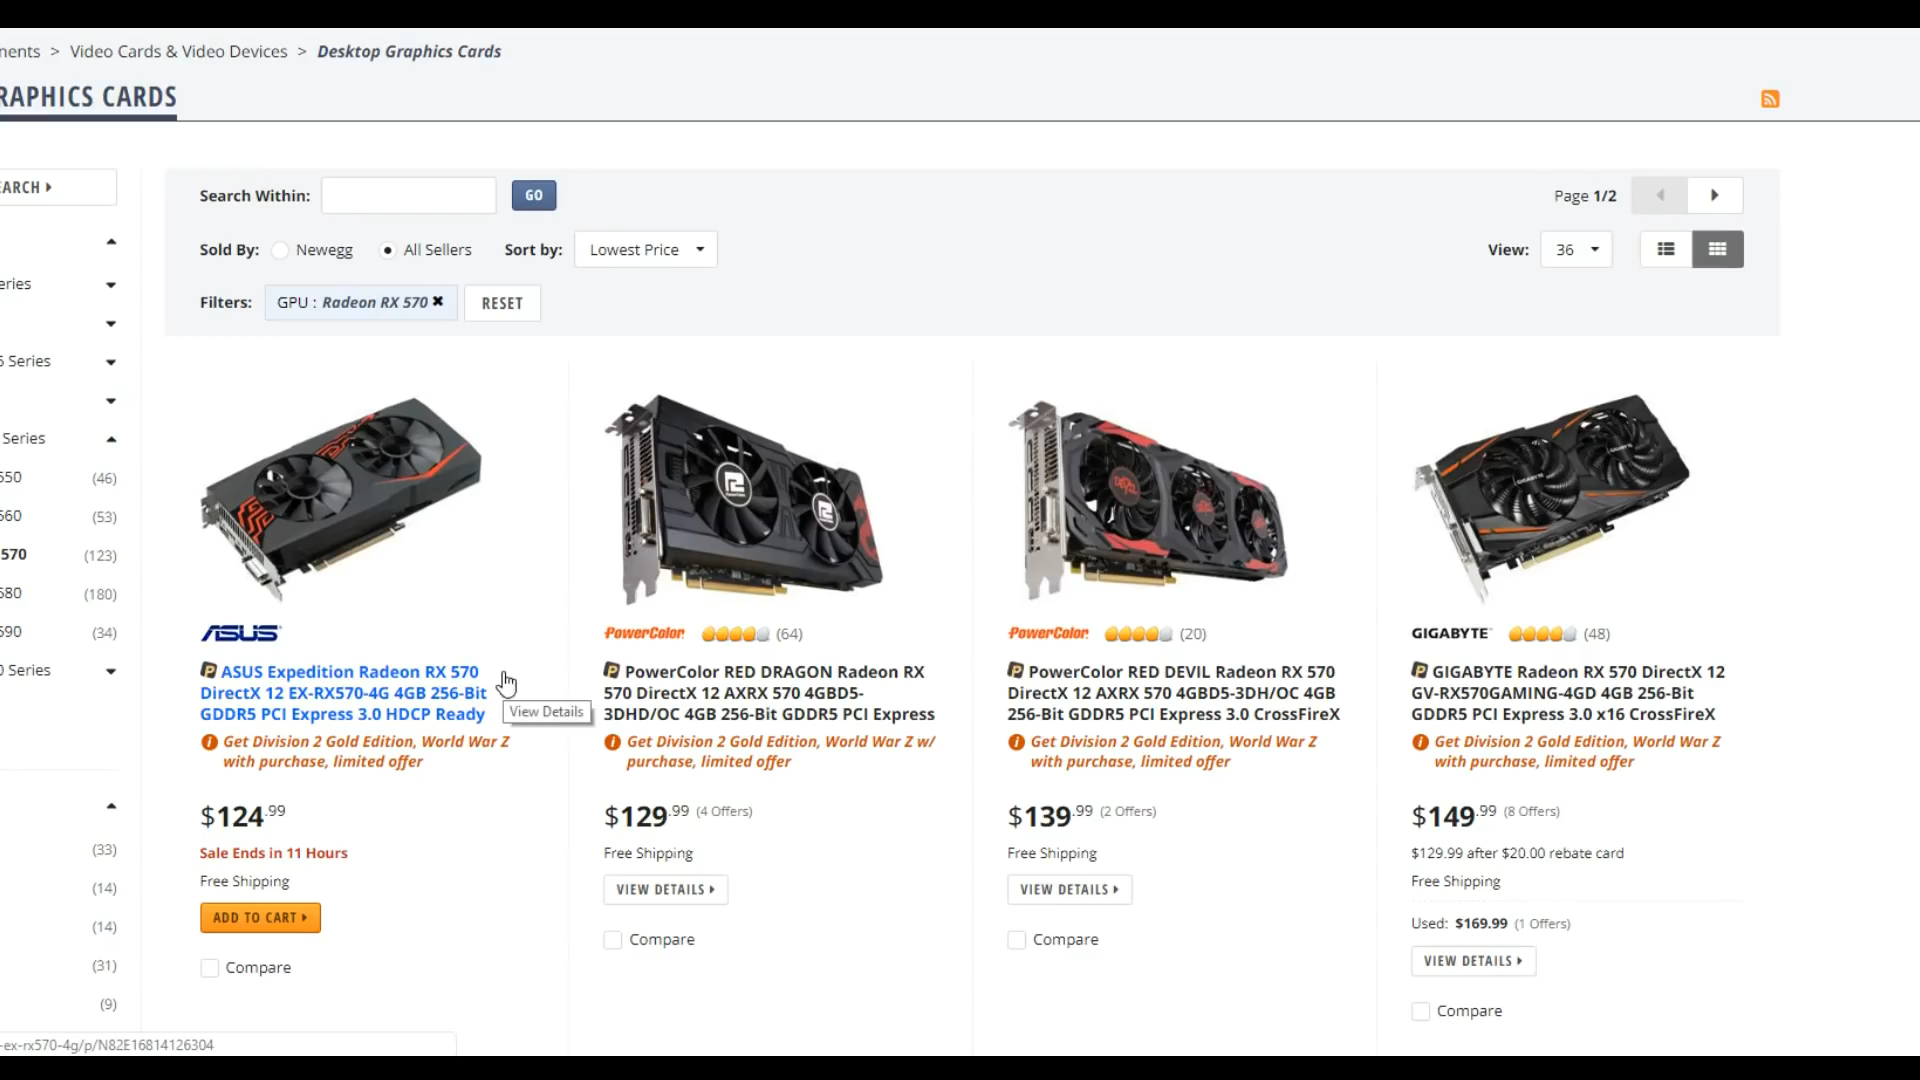 nents > Video Cards & Video Devices > Desktop Graphics Cards
RAPHICS CARDS
EARCH
Search Within:
GO
Page 1/2
Sold By: Newegg All Sellers Sort by: Lowest Price
View: 36
Filters: GPU : Radeon RX 570 ✖ RESET
eries
5 Series
Series
550 (46)
560 (53)
570 (123)
580 (180)
590 (34)
0 Series
(33)
(14)
(14)
(31)
(9)
ASUS
ASUS Expedition Radeon RX 570
DirectX 12 EX-RX570-4G 4GB 256-Bit
GDDR5 PCI Express 3.0 HDCP Ready
View Details
Get Division 2 Gold Edition, World War Z
with purchase, limited offer
$124.99
Sale Ends in 11 Hours
Free Shipping
ADD TO CART
Compare
PowerColor (64)
PowerColor RED DRAGON Radeon RX
570 DirectX 12 AXRX 570 4GBD5-
3DHD/OC 4GB 256-Bit GDDR5 PCI Express
Get Division 2 Gold Edition, World War Z w/
purchase, limited offer
$129.99 (4 Offers)
Free Shipping
VIEW DETAILS
Compare
PowerColor (20)
PowerColor RED DEVIL Radeon RX 570
DirectX 12 AXRX 570 4GBD5-3DH/OC 4GB
256-Bit GDDR5 PCI Express 3.0 CrossFireX
Get Division 2 Gold Edition, World War Z
with purchase, limited offer
$139.99 (2 Offers)
Free Shipping
VIEW DETAILS
Compare
GIGABYTE (48)
GIGABYTE Radeon RX 570 DirectX 12
GV-RX570GAMING-4GD 4GB 256-Bit
GDDR5 PCI Express 3.0 x16 CrossFireX
Get Division 2 Gold Edition, World War Z
with purchase, limited offer
$149.99 (8 Offers)
$129.99 after $20.00 rebate card
Free Shipping
Used: $169.99 (1 Offers)
VIEW DETAILS
Compare
-ex-rx570-4g/p/N82E16814126304